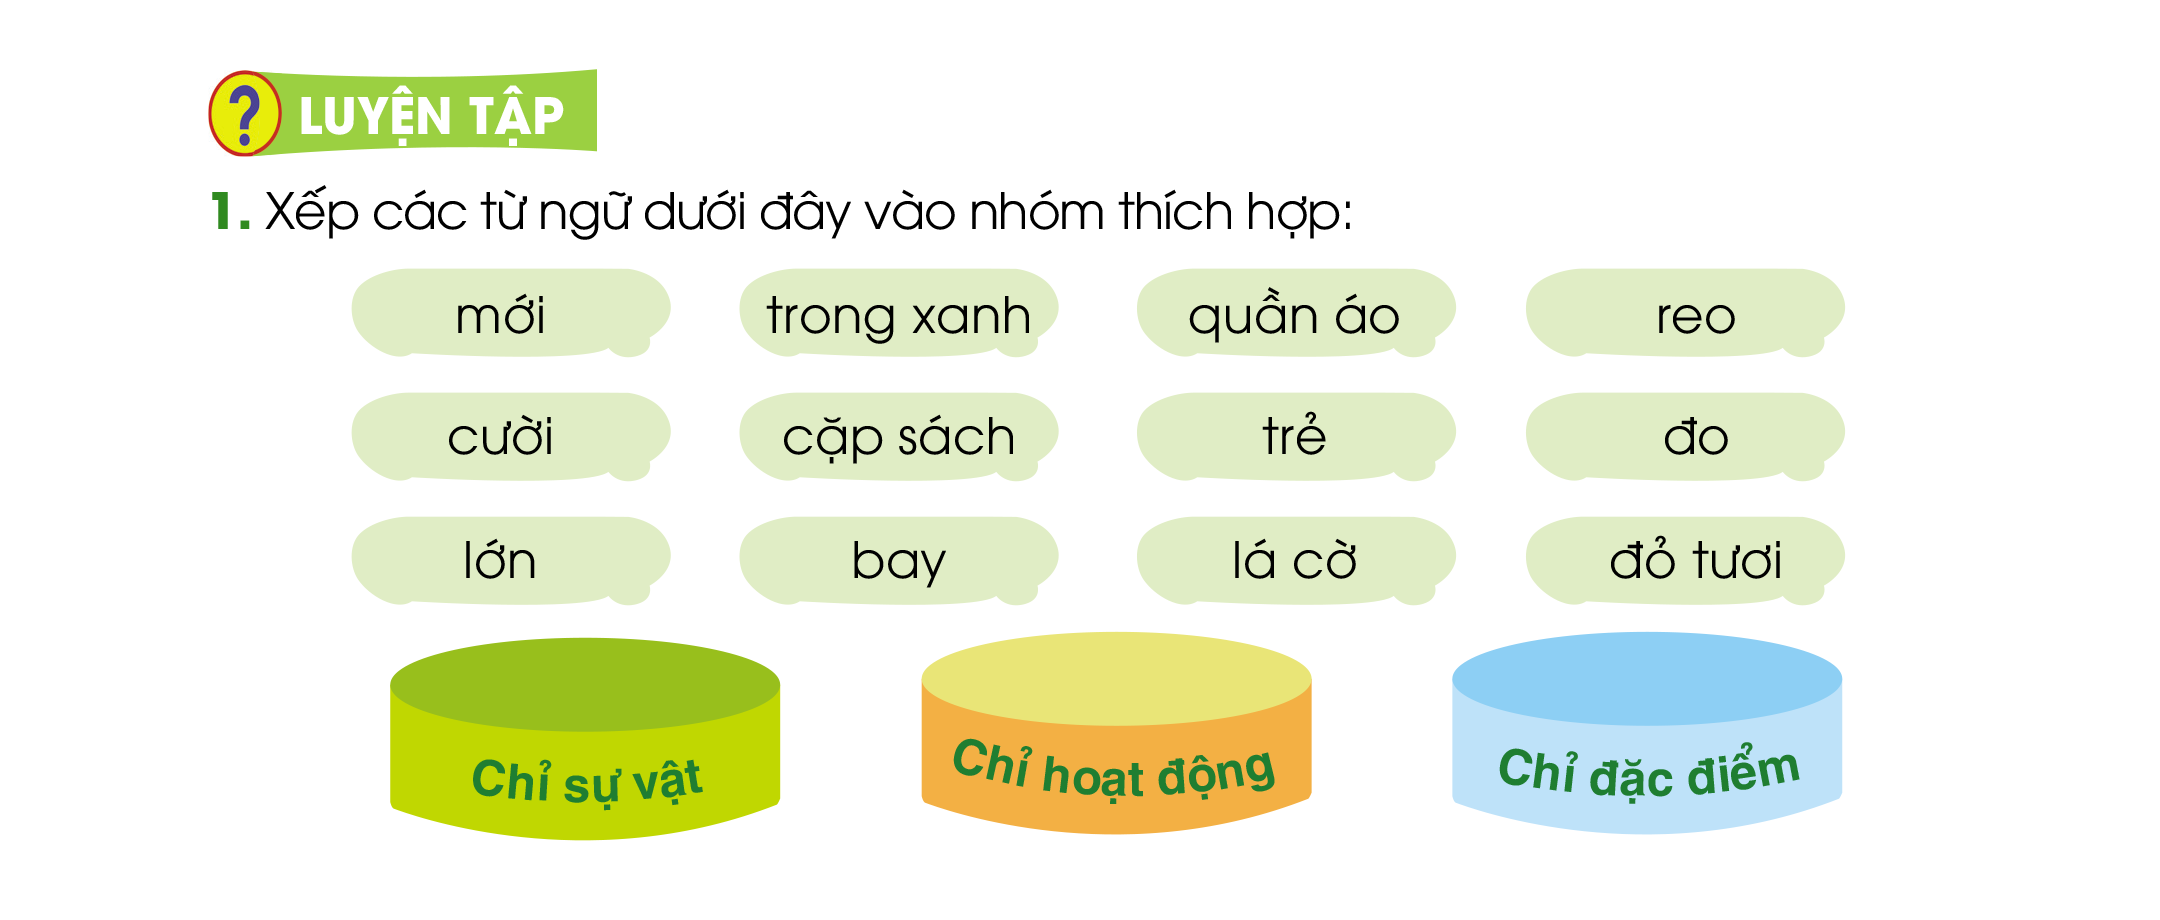 ? LUYỆN TẬP
1. Xếp các từ ngữ dưới đây vào nhóm thích hợp:
mới trong xanh quần áo reo
cười cặp sách trẻ đo
lớn bay lá cờ đỏ tươi
Chỉ sự vật Chỉ hoạt động Chỉ đặc điểm